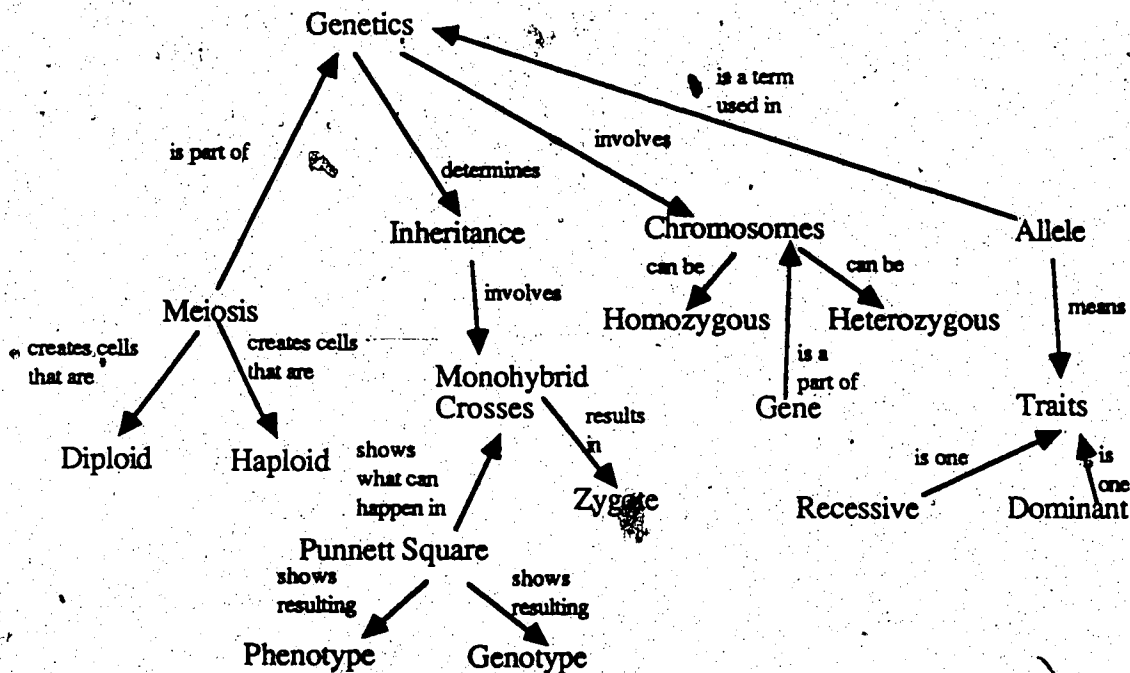 Genetics
is a term
used in
is part of
involves
determines
Inheritance
Chromosomes
Allele
can be
can be
involves
means
Meiosis
Homozygous
Heterozygous
creates cells
that are
creates cells
that are
is a
part of
Monohybrid
Crosses
Gene
Traits
results
in
Diploid
Haploid
shows
what can
happen in
is one
is
one
Zygote
Recessive
Dominant
Punnett Square
shows
resulting
shows
resulting
Phenotype
Genotype